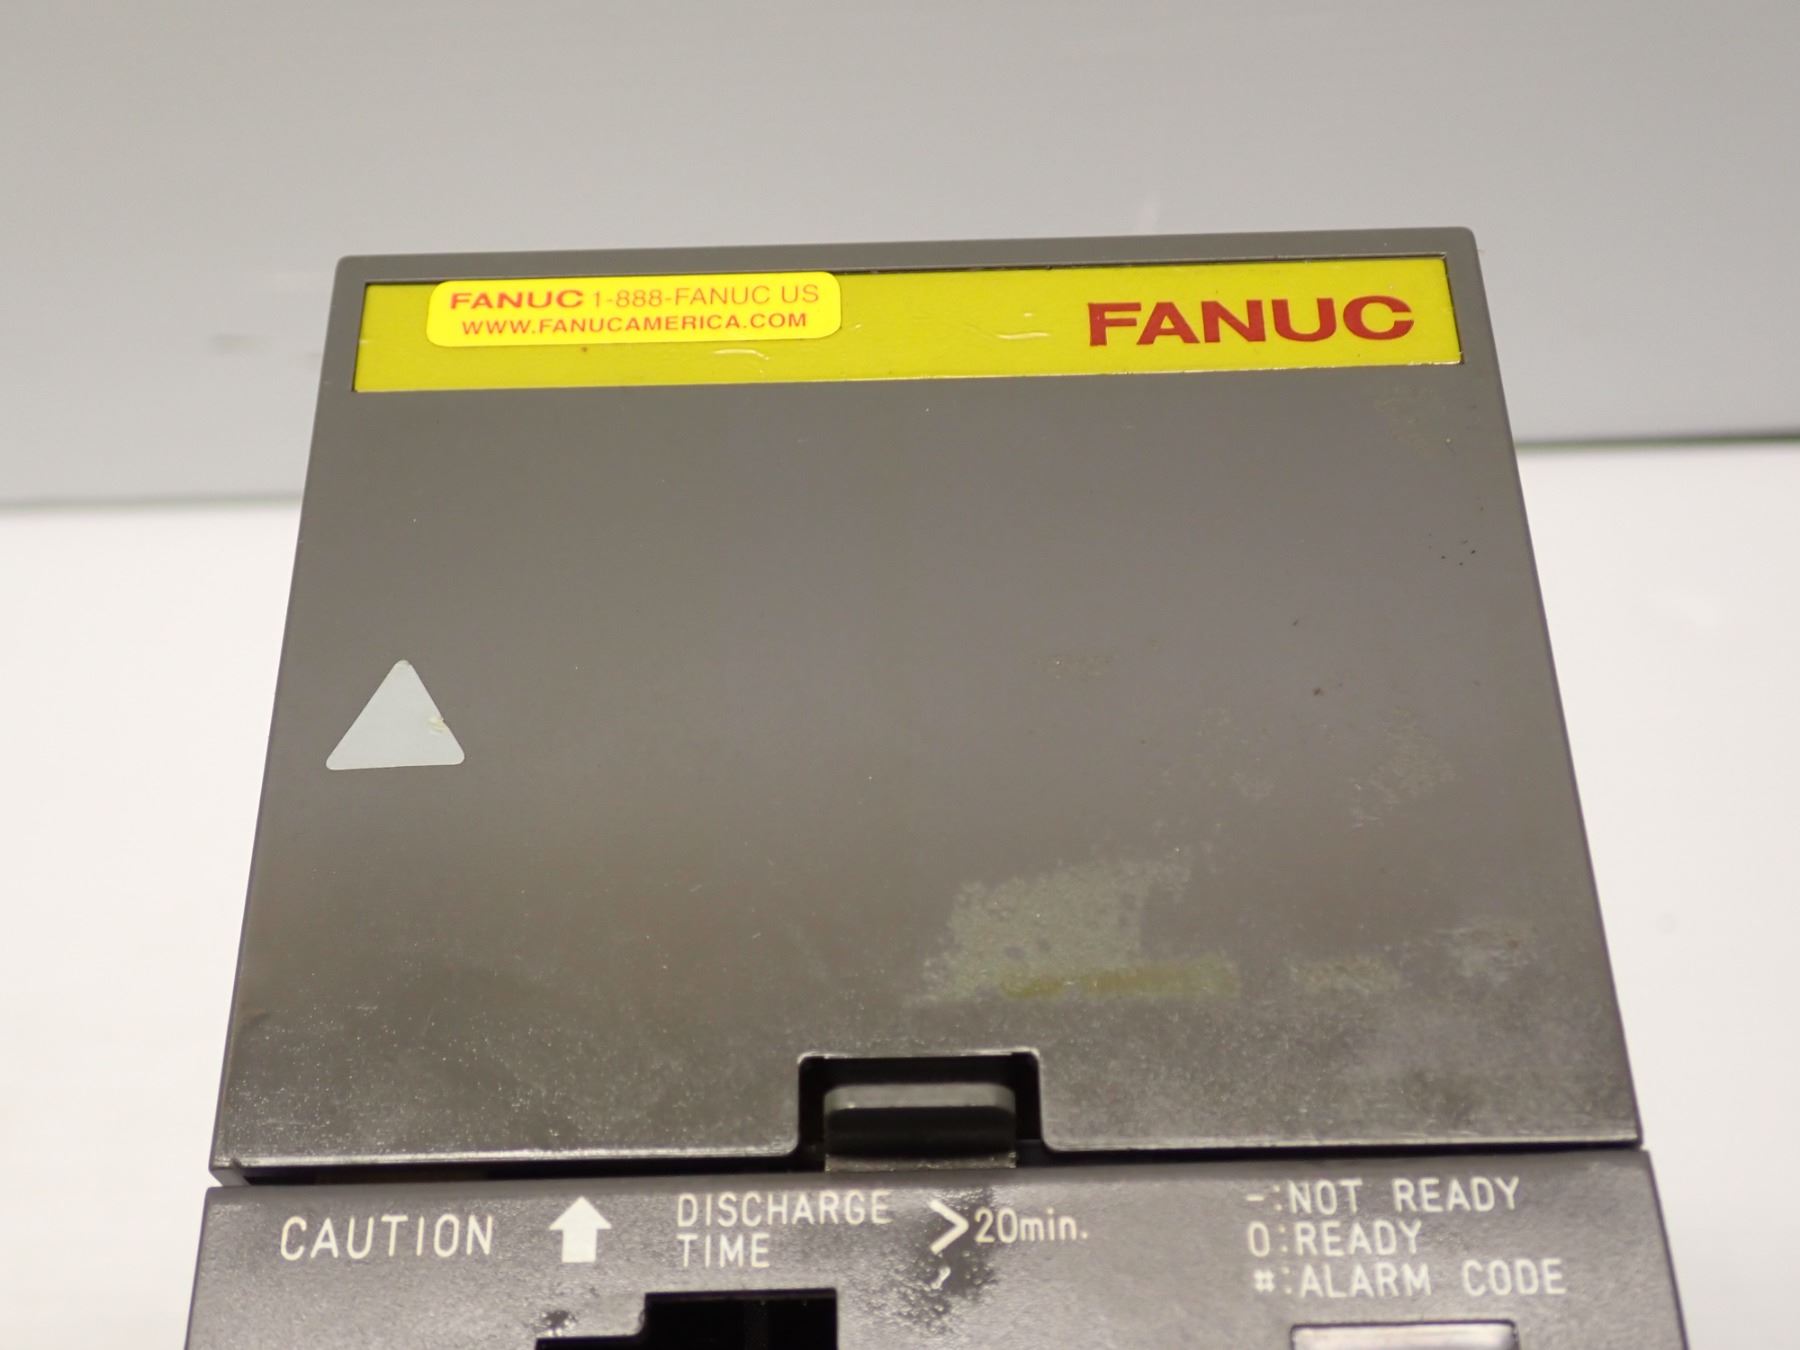 FANUC 1-888-FANUC US
WWW.FANUCAMERICA.COM
FANUC
CAUTION
DISCHARGE
TIME
>20min.
-:NOT READY
0:READY
#:ALARM CODE